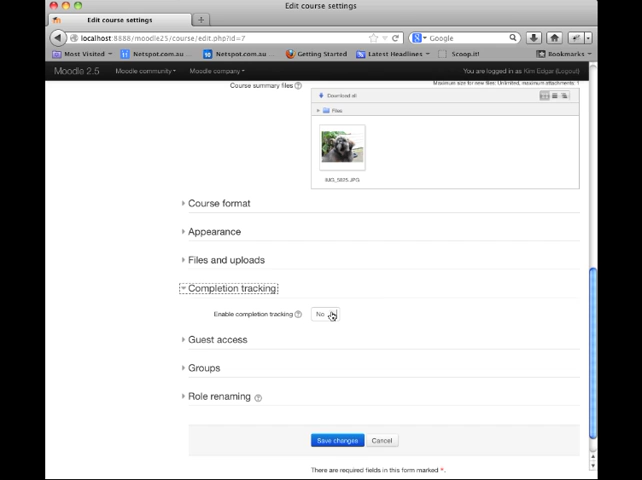 Edit course settings
Edit course settings
localhost:8888/moodle25/course/edit.php?id=7
Google
Most Visited
Netspot.com.au ...
Netspot.com.au ...
Getting Started
Latest Headlines
Scoop.it!
Bookmarks
Moodle 2.5
Moodle community
Moodle company
You are logged in as Kim Edgar (Logout)
Maximum size for new files: Unlimited, maximum attachments: 1
Course summary files
Download all
Files
IMG_5825.JPG
Course format
Appearance
Files and uploads
Completion tracking
Enable completion tracking
No
Guest access
Groups
Role renaming
Save changes
Cancel
There are required fields in this form marked *.